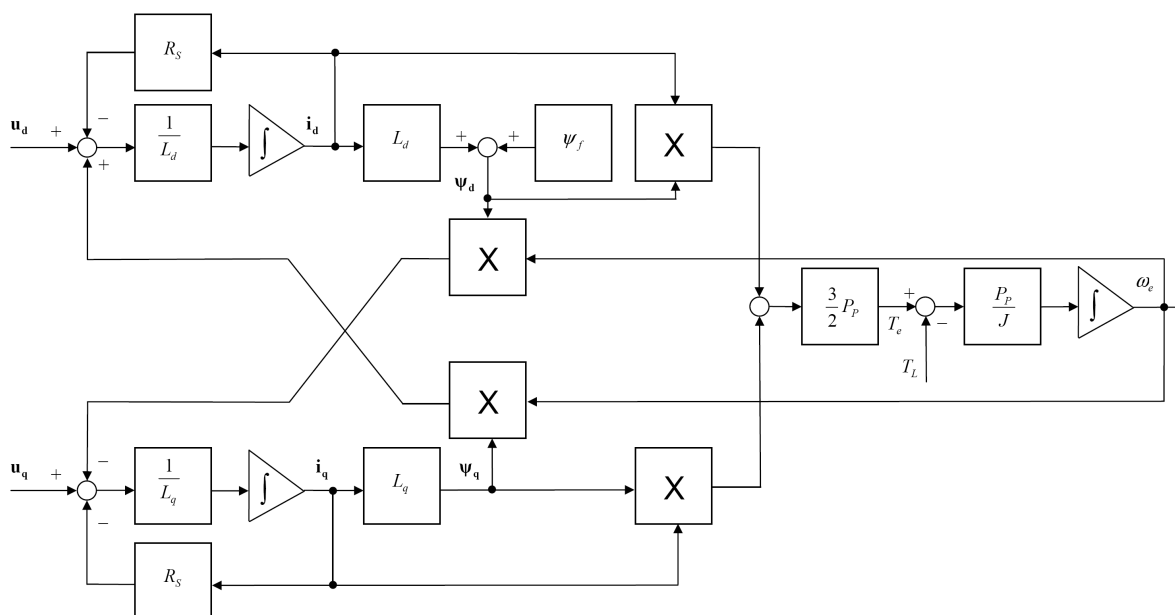 R_S
u_d
+
−
+
1/L_d
∫
i_d
L_d
+
+
ψ_f
X
ψ_d
X
3/2 P_P
+
T_e
−
T_L
P_P/J
∫
ω_e
X
u_q
+
−
−
1/L_q
∫
i_q
L_q
ψ_q
X
R_S